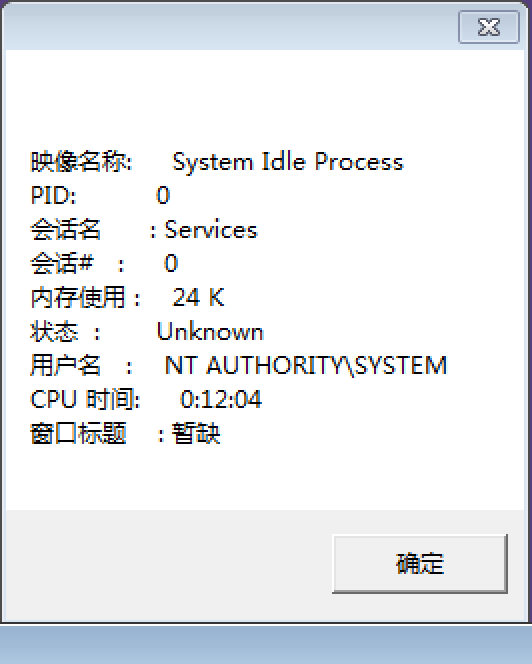 映像名称: System Idle Process
PID: 0
会话名 : Services
会话# : 0
内存使用 : 24 K
状态 : Unknown
用户名 : NT AUTHORITY\SYSTEM
CPU 时间: 0:12:04
窗口标题 : 暂缺
确定